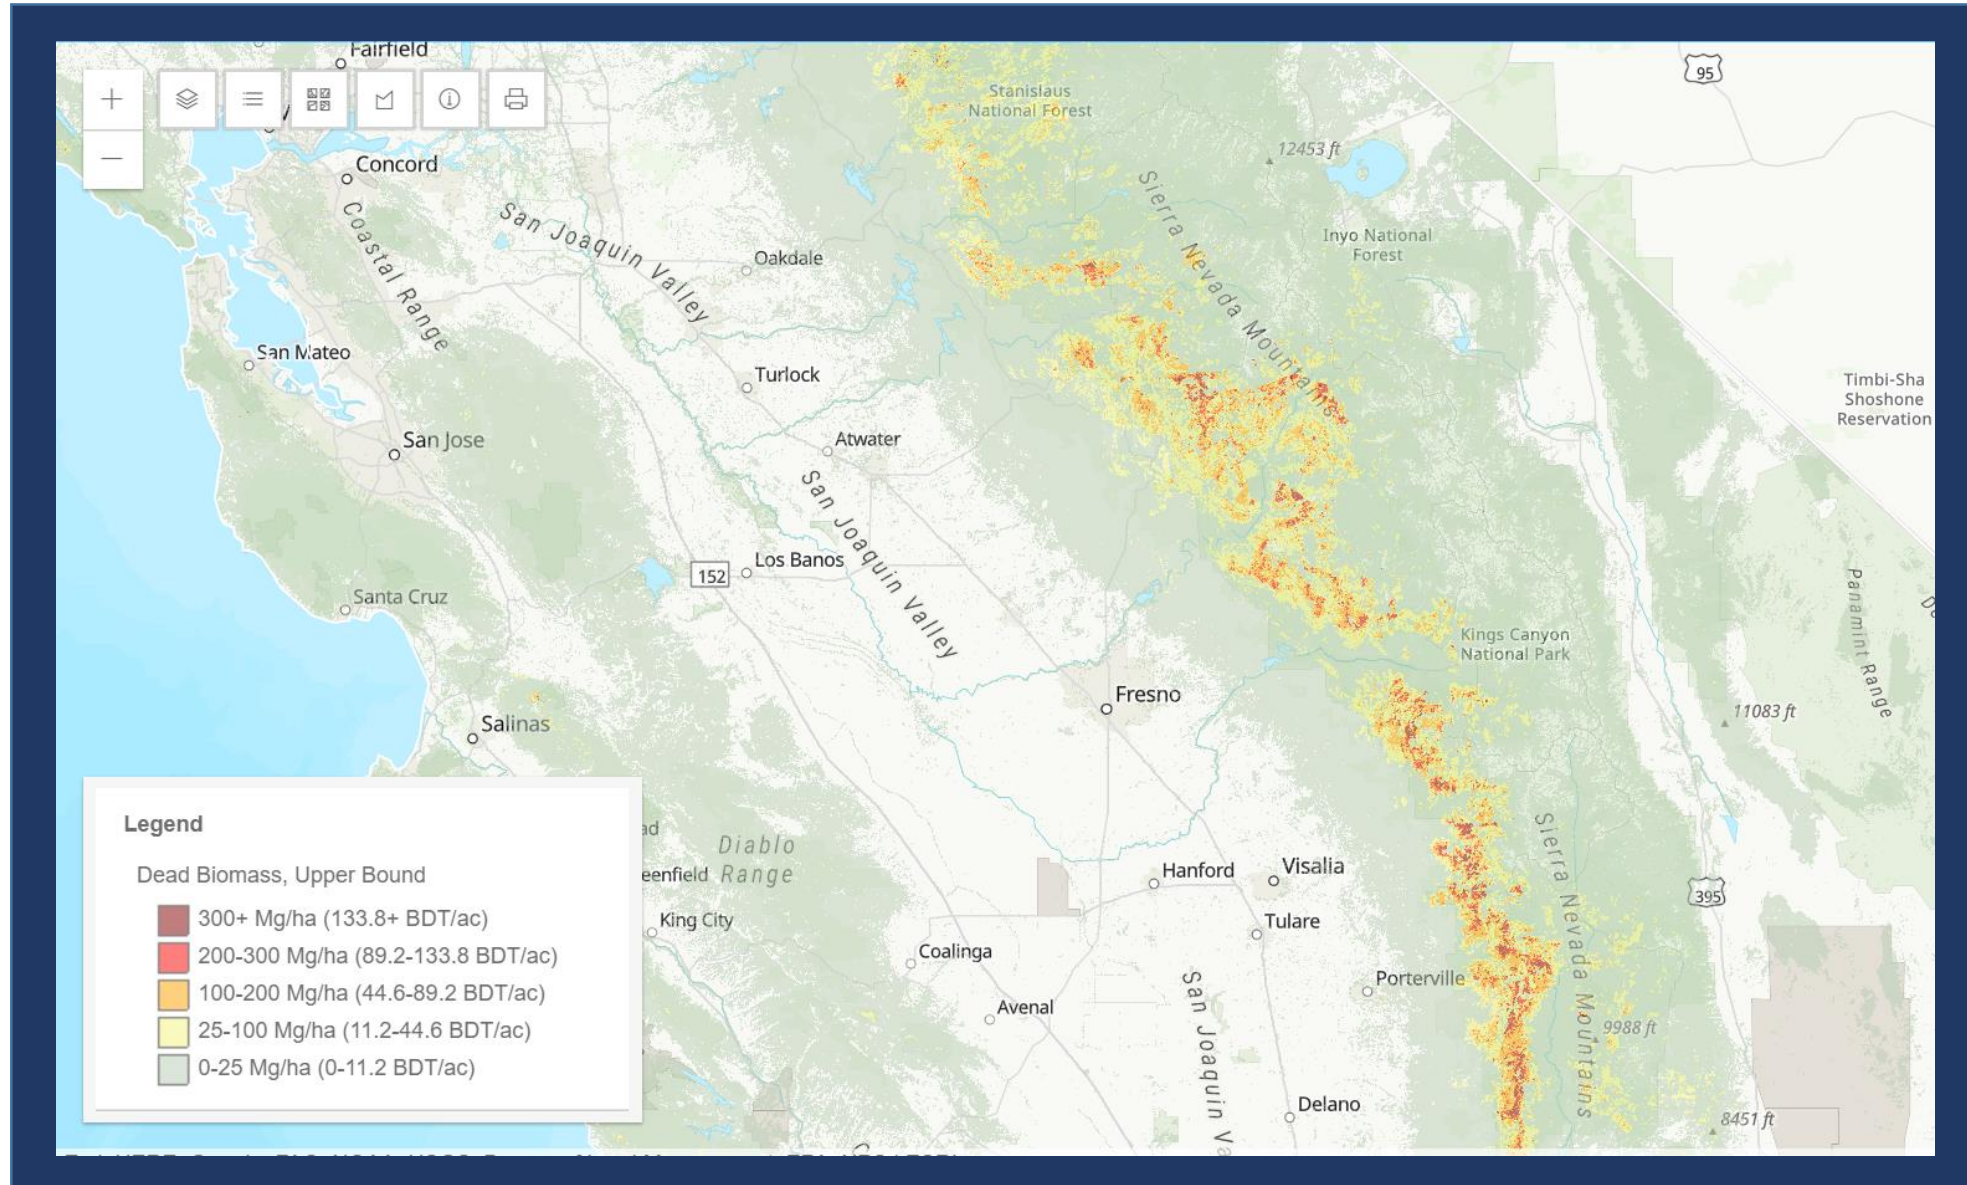 Fairfield
Concord
Coastal Range
San Joaquin Valley
Oakdale
San Mateo
Turlock
San Jose
Atwater
San Joaquin Valley
152
Los Banos
Santa Cruz
Salinas
Fresno
Stanislaus
National Forest
12453 ft
95
Sierra Nevada Mountains
Inyo National
Forest
Timbi-Sha
Shoshone
Reservation
Kings Canyon
National Park
Panamint Range
11083 ft
395
Sierra Nevada Mountains
9988 ft
8451 ft
Hanford
Visalia
Tulare
Porterville
Delano
San Joaquin Va
Coalinga
Avenal
Diablo
Range
ad
eenfield
King City
Legend
Dead Biomass, Upper Bound
300+ Mg/ha (133.8+ BDT/ac)
200-300 Mg/ha (89.2-133.8 BDT/ac)
100-200 Mg/ha (44.6-89.2 BDT/ac)
25-100 Mg/ha (11.2-44.6 BDT/ac)
0-25 Mg/ha (0-11.2 BDT/ac)